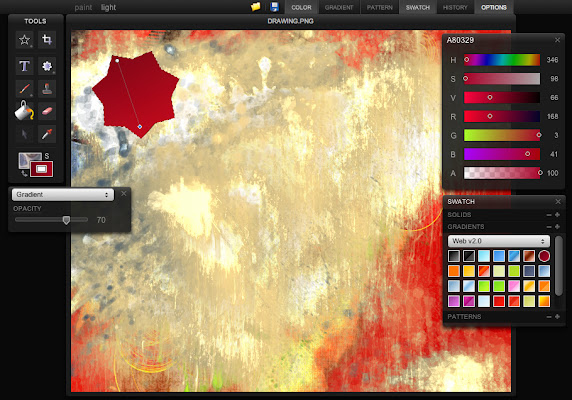 paint light
COLOR GRADIENT PATTERN SWATCH HISTORY OPTIONS
DRAWING.PNG
TOOLS
T
S
Gradient
OPACITY
70
A80329
H 346
S 98
V 66
R 168
G 3
B 41
A 100
SWATCH
SOLIDS
GRADIENTS
Web v2.0
PATTERNS